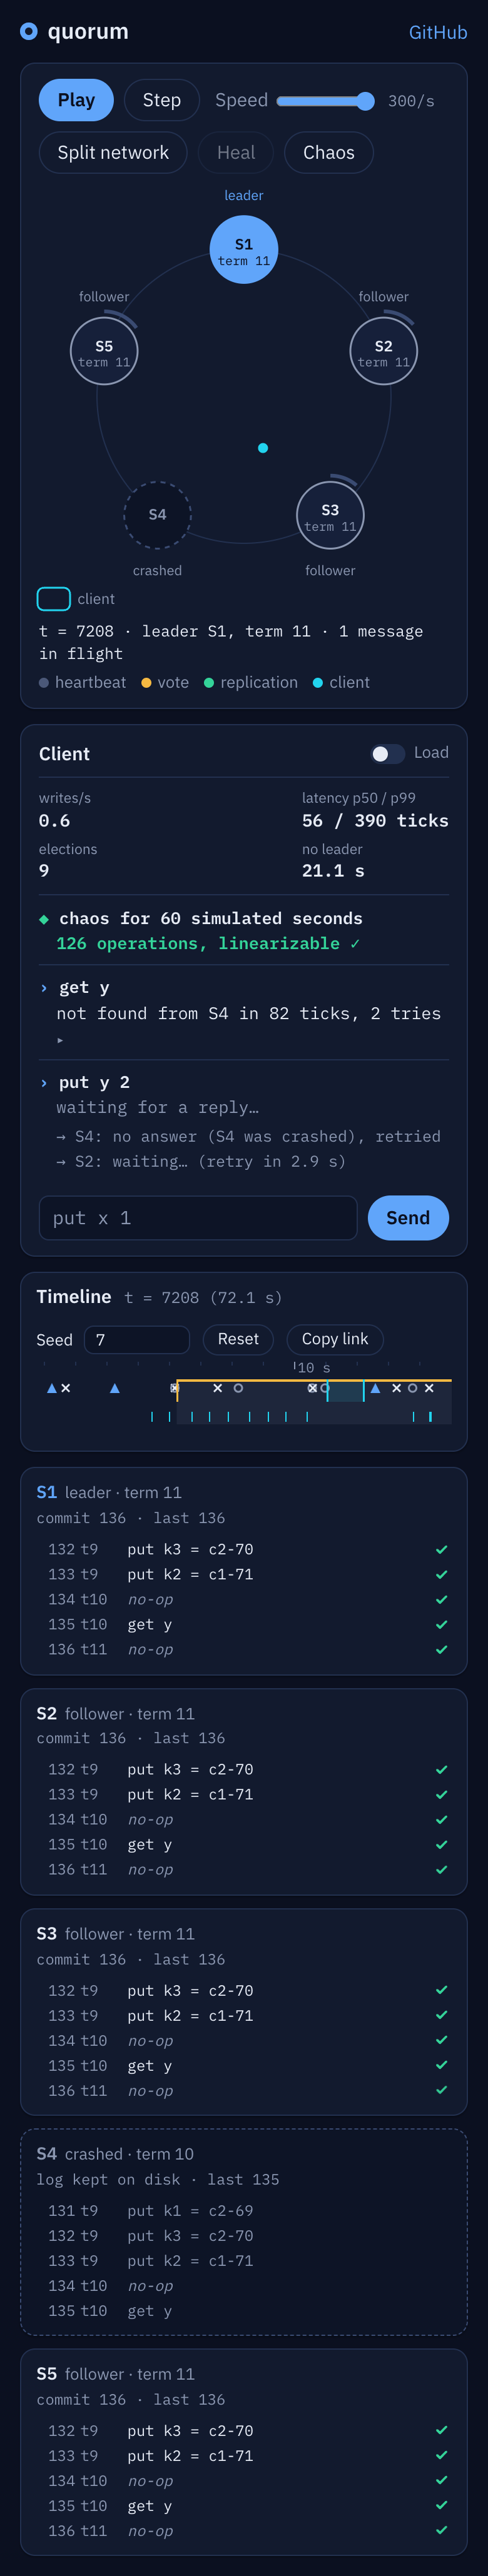 quorum
GitHub
Play
Step
Speed
300/s
Split network
Heal
Chaos
leader
S1
term 11
follower
follower
S5
term 11
S2
term 11
S4
S3
term 11
crashed
follower
client
t = 7208 · leader S1, term 11 · 1 message
in flight
heartbeat
vote
replication
client
Client
Load
writes/s
latency p50 / p99
0.6
56 / 390 ticks
elections
no leader
9
21.1 s
◆ chaos for 60 simulated seconds
126 operations, linearizable ✓
› get y
not found from S4 in 82 ticks, 2 tries
▸
› put y 2
waiting for a reply…
→ S4: no answer (S4 was crashed), retried
→ S2: waiting… (retry in 2.9 s)
put x 1
Send
Timeline t = 7208 (72.1 s)
Seed
7
Reset
Copy link
10 s
S1 leader · term 11
commit 136 · last 136
132 t9 put k3 = c2-70 ✓
133 t9 put k2 = c1-71 ✓
134 t10 no-op ✓
135 t10 get y ✓
136 t11 no-op ✓
S2 follower · term 11
commit 136 · last 136
132 t9 put k3 = c2-70 ✓
133 t9 put k2 = c1-71 ✓
134 t10 no-op ✓
135 t10 get y ✓
136 t11 no-op ✓
S3 follower · term 11
commit 136 · last 136
132 t9 put k3 = c2-70 ✓
133 t9 put k2 = c1-71 ✓
134 t10 no-op ✓
135 t10 get y ✓
136 t11 no-op ✓
S4 crashed · term 10
log kept on disk · last 135
131 t9 put k1 = c2-69
132 t9 put k3 = c2-70
133 t9 put k2 = c1-71
134 t10 no-op
135 t10 get y
S5 follower · term 11
commit 136 · last 136
132 t9 put k3 = c2-70 ✓
133 t9 put k2 = c1-71 ✓
134 t10 no-op ✓
135 t10 get y ✓
136 t11 no-op ✓